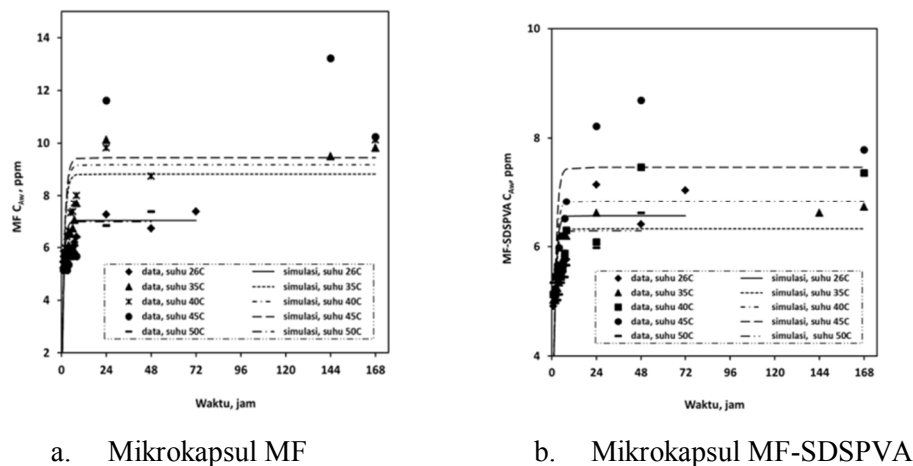 14
12
10
8
6
4
2
MF C_Aw, ppm
0 24 48 72 96 120 144 168
Waktu, jam
data, suhu 26C simulasi, suhu 26C
data, suhu 35C simulasi, suhu 35C
data, suhu 40C simulasi, suhu 40C
data, suhu 45C simulasi, suhu 45C
data, suhu 50C simulasi, suhu 50C
a. Mikrokapsul MF
10
8
6
4
MF-SDSPVA C_Aw, ppm
0 24 48 72 96 120 144 168
Waktu, jam
data, suhu 26C simulasi, suhu 26C
data, suhu 35C simulasi, suhu 35C
data, suhu 40C simulasi, suhu 40C
data, suhu 45C simulasi, suhu 45C
data, suhu 50C simulasi, suhu 50C
b. Mikrokapsul MF-SDSPVA